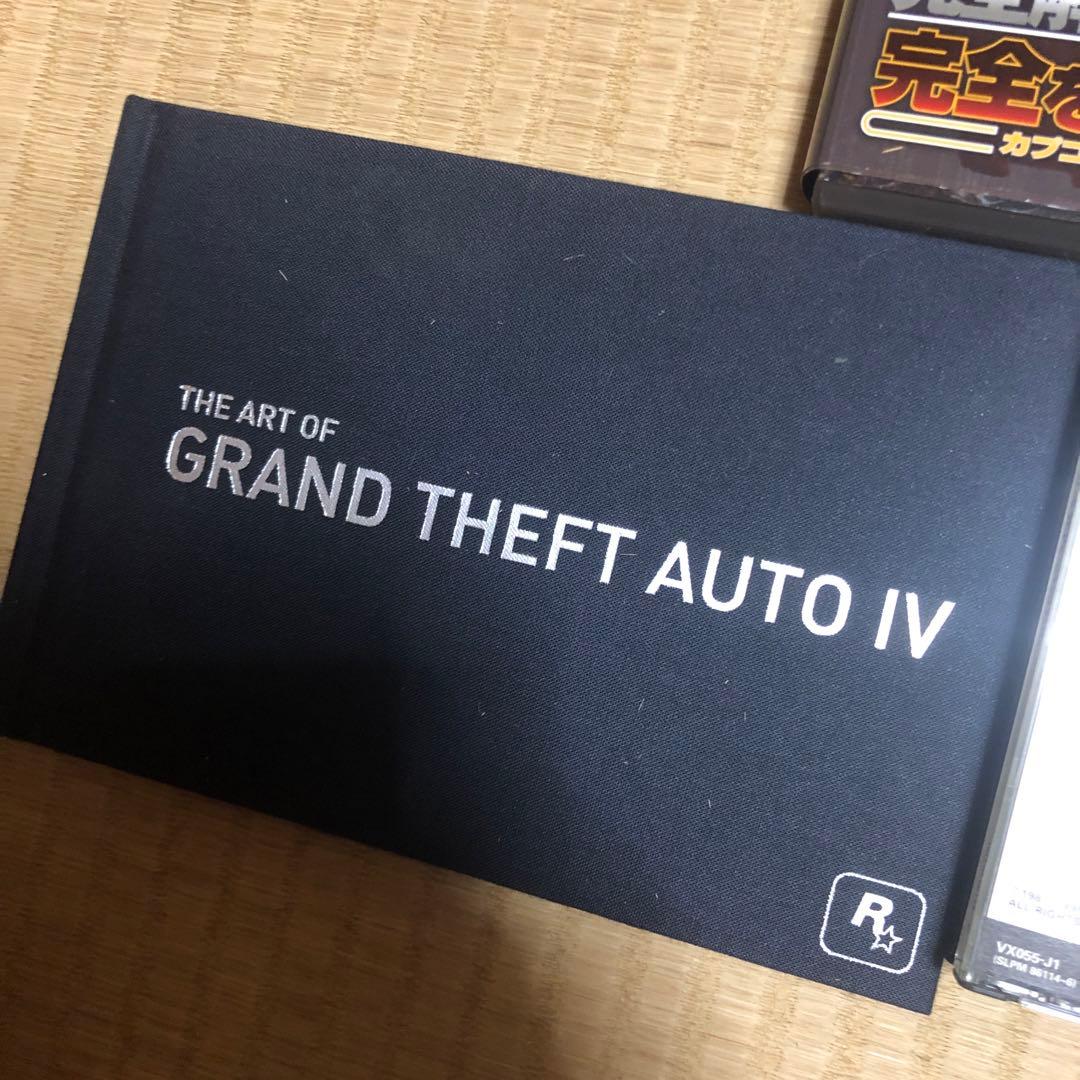 完全を
カプコ
THE ART OF
GRAND THEFT AUTO IV
R
ALL RIGHTS
VX055-J1
(SLPM 86114~6)